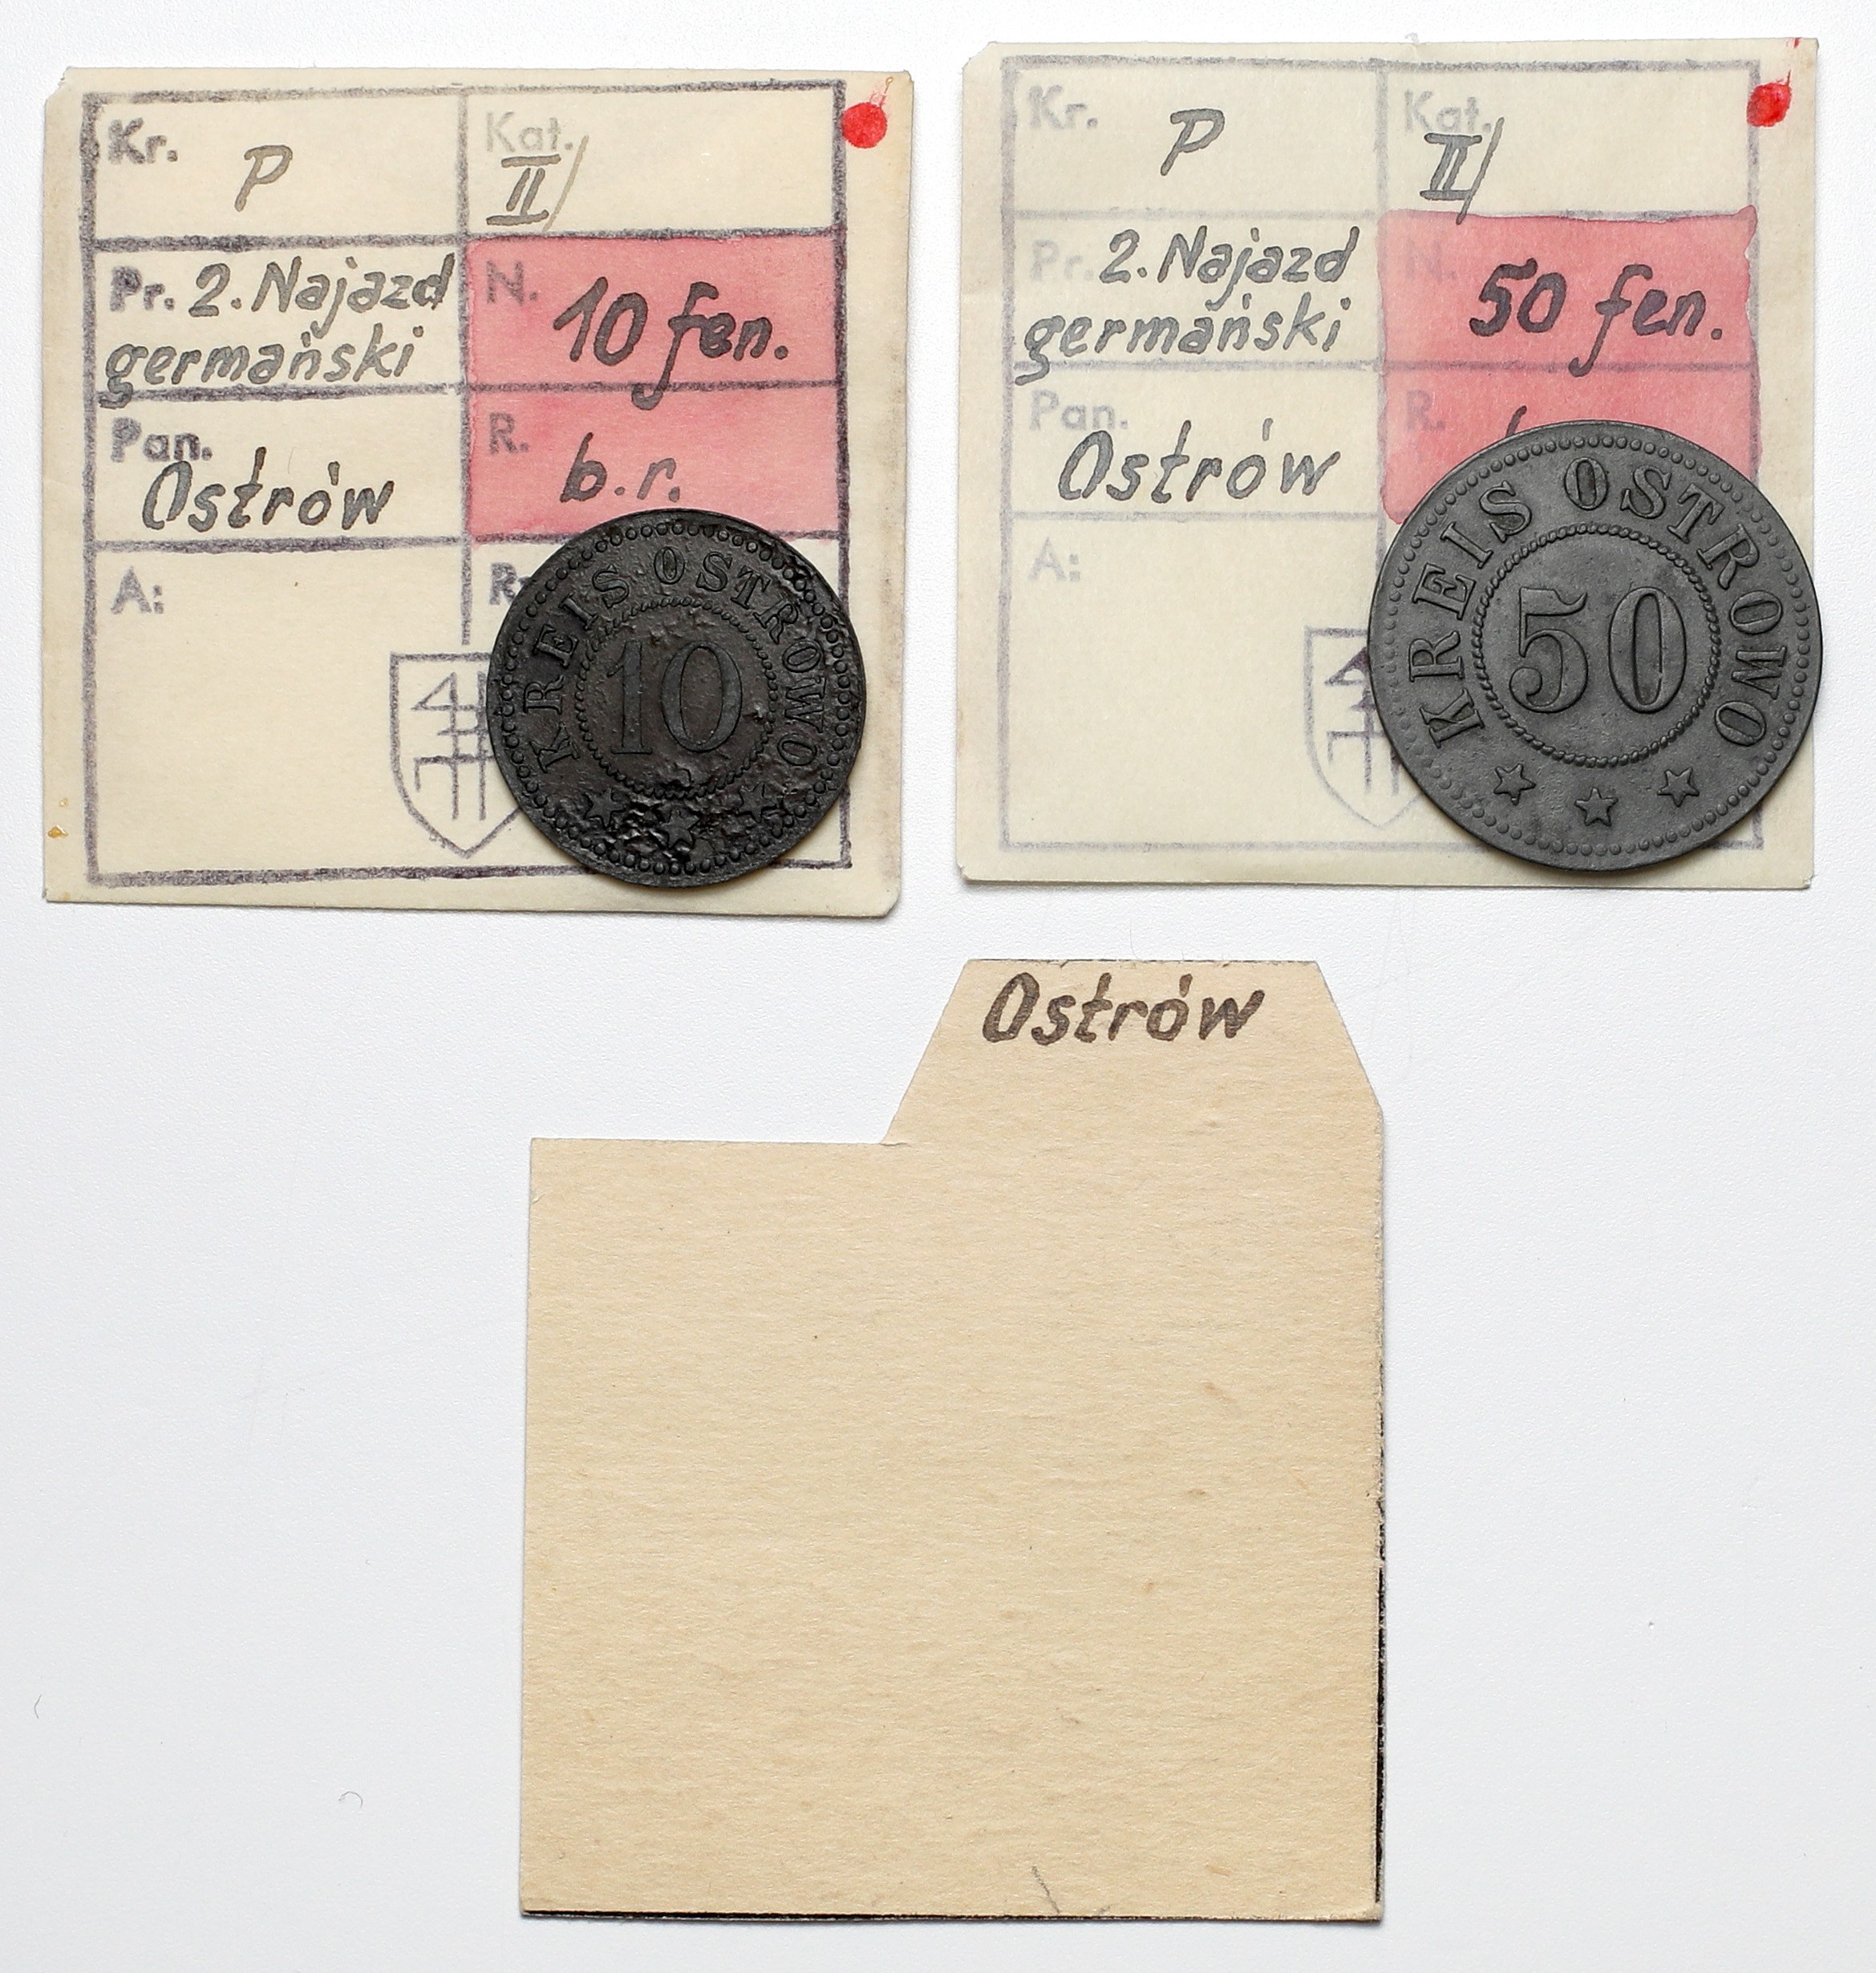 Kr. P
Kat. II/
Pr. 2. Najazd
germański
N. 10 fen.
Pan.
Ostrów
R. b.r.
A:
R:
KREIS OSTROWO
10
Kr. P
Kat. II/
Pr. 2. Najazd
germański
N. 50 fen.
Pan.
Ostrów
R.
A:
KREIS OSTROWO
50
Ostrów